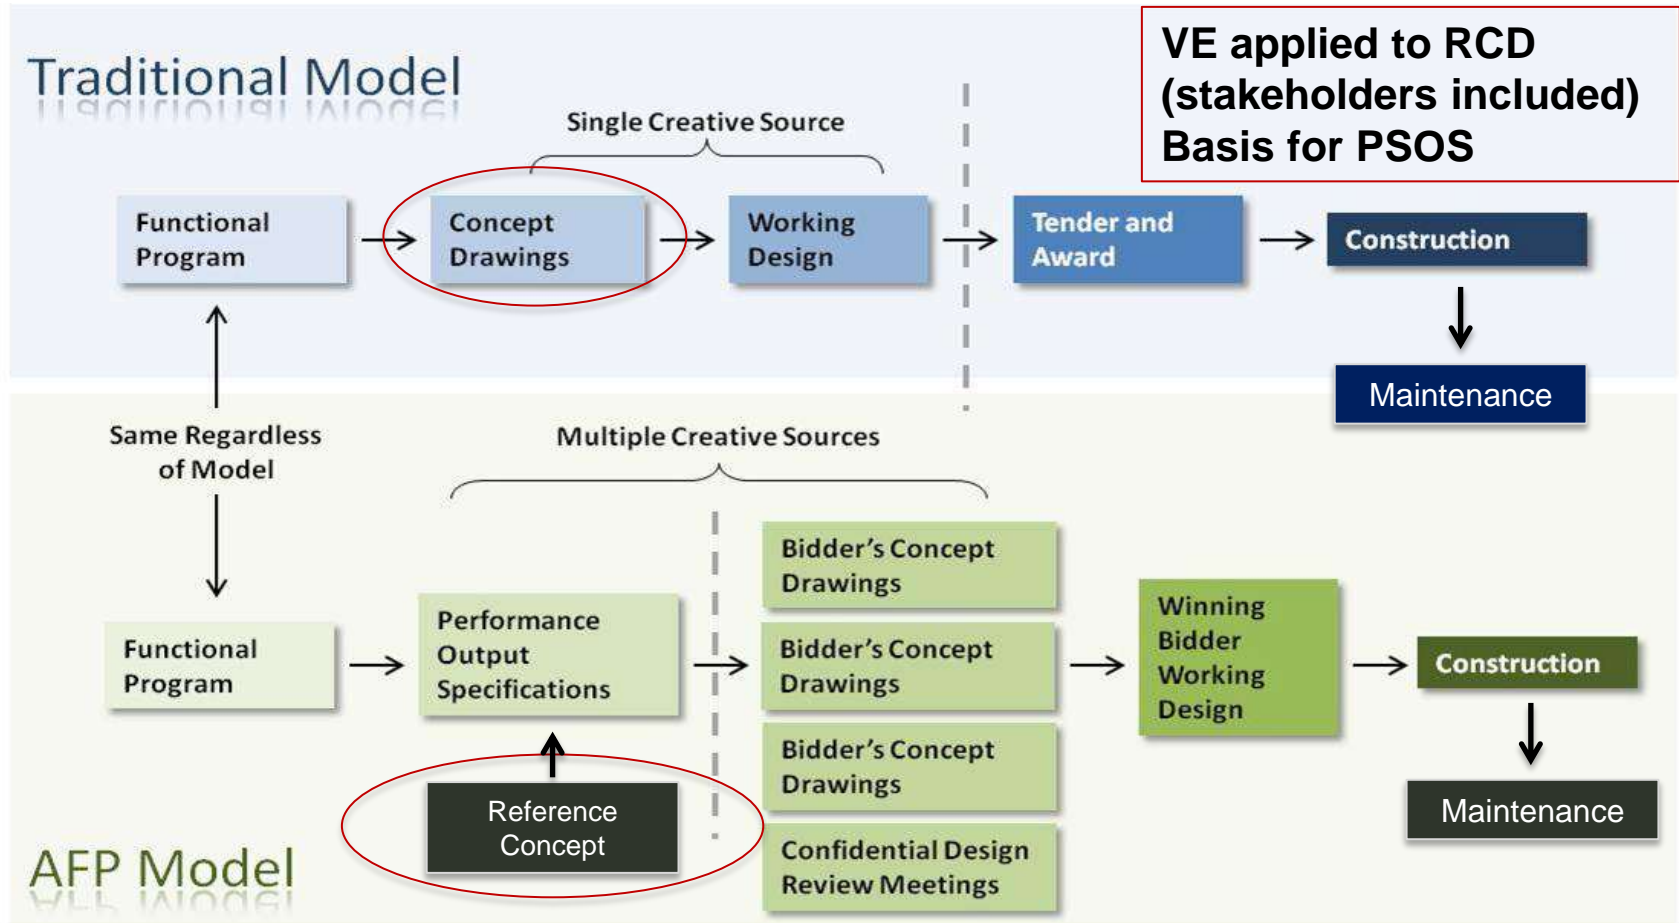 Traditional Model
VE applied to RCD
(stakeholders included)
Basis for PSOS
Single Creative Source
Functional
Program
Concept
Drawings
Working
Design
Tender and
Award
Construction
Maintenance
Same Regardless
of Model
Multiple Creative Sources
Functional
Program
Performance
Output
Specifications
Reference
Concept
Bidder's Concept
Drawings
Bidder's Concept
Drawings
Bidder's Concept
Drawings
Confidential Design
Review Meetings
Winning
Bidder
Working
Design
Construction
Maintenance
AFP Model